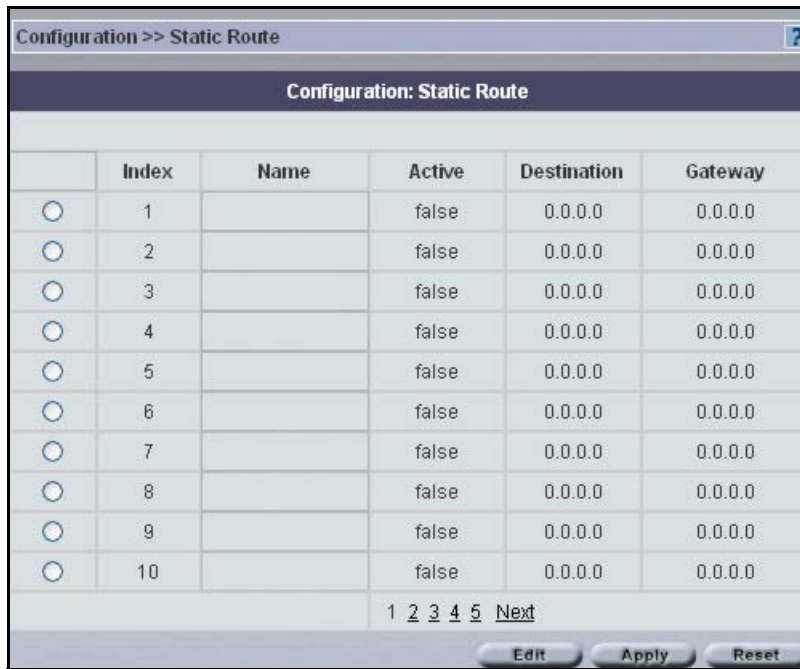 Configuration >> Static Route ?
Configuration: Static Route
Index Name Active Destination Gateway
1 false 0.0.0.0 0.0.0.0
2 false 0.0.0.0 0.0.0.0
3 false 0.0.0.0 0.0.0.0
4 false 0.0.0.0 0.0.0.0
5 false 0.0.0.0 0.0.0.0
6 false 0.0.0.0 0.0.0.0
7 false 0.0.0.0 0.0.0.0
8 false 0.0.0.0 0.0.0.0
9 false 0.0.0.0 0.0.0.0
10 false 0.0.0.0 0.0.0.0
1 2 3 4 5 Next
Edit Apply Reset